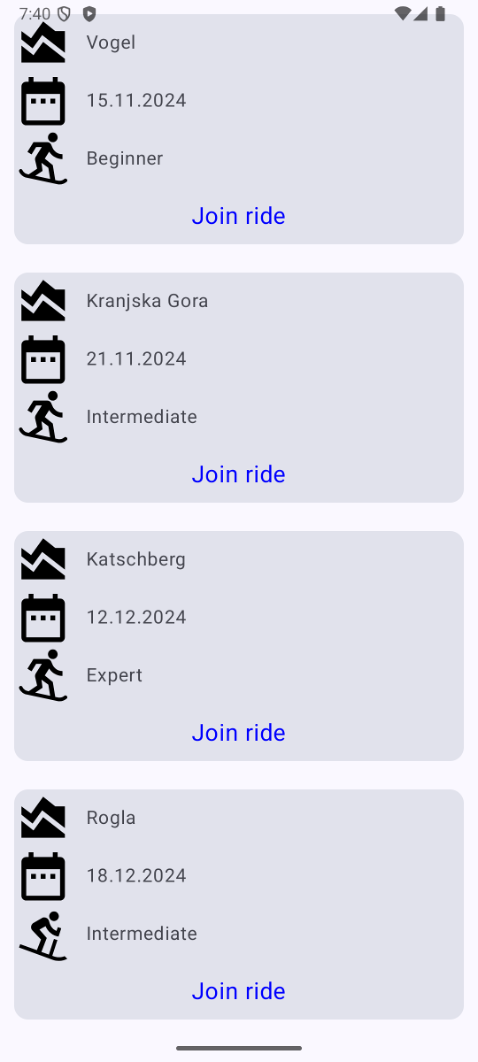 7:40
Vogel
15.11.2024
Beginner
Join ride
Kranjska Gora
21.11.2024
Intermediate
Join ride
Katschberg
12.12.2024
Expert
Join ride
Rogla
18.12.2024
Intermediate
Join ride